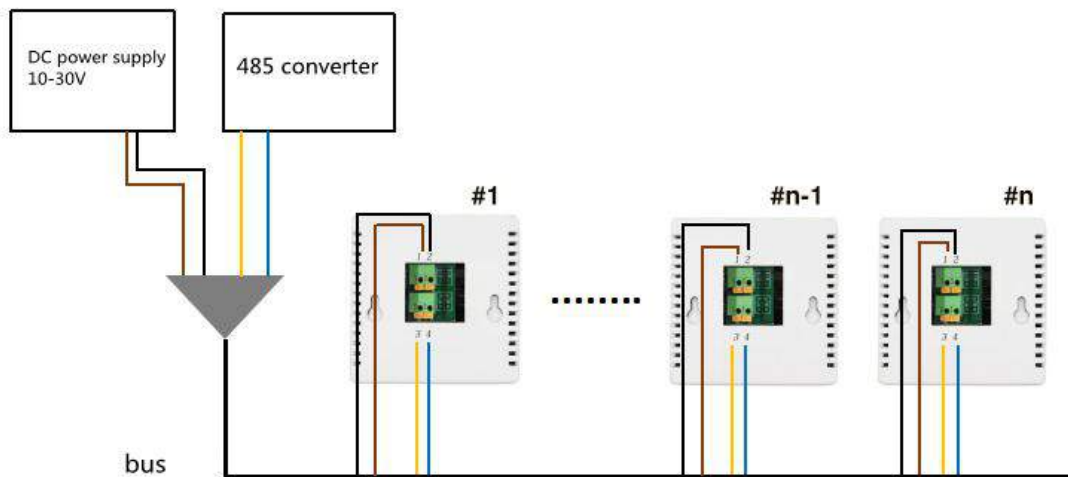 DC power supply
10-30V
485 converter
#1
#n-1
#n
1 2
1 2
1 2
3 4
3 4
3 4
bus